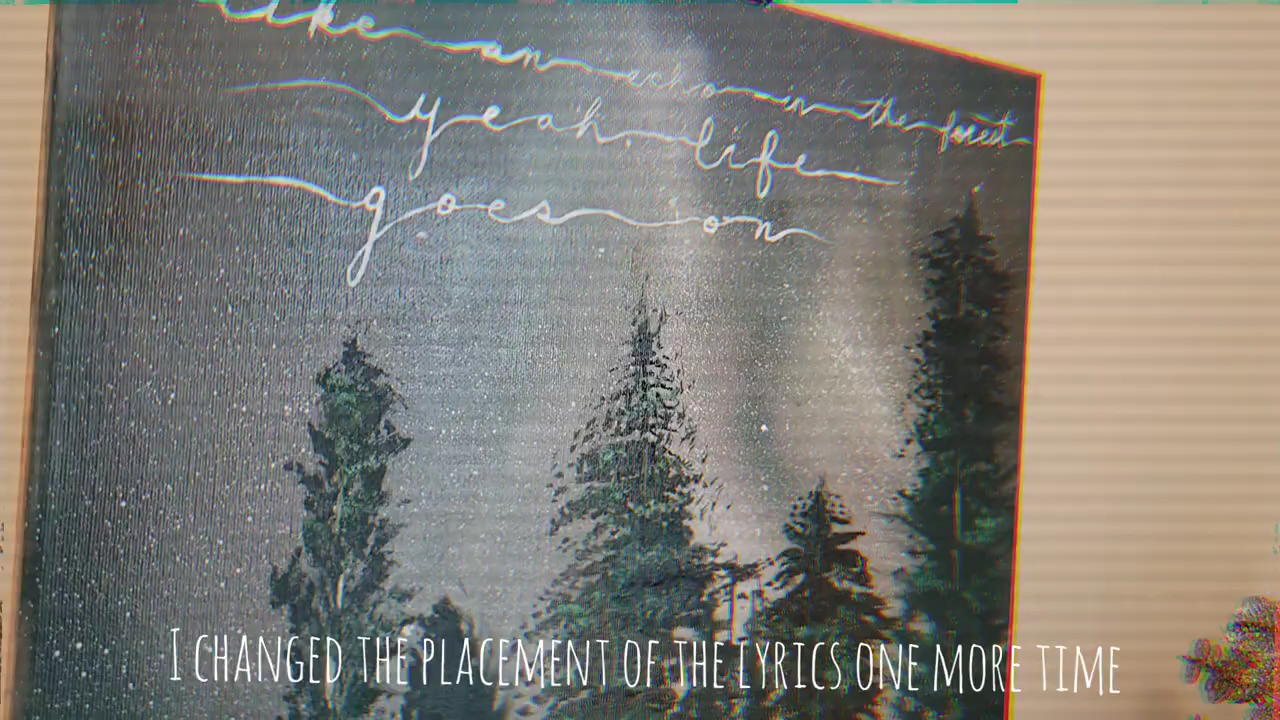 like an echo in the forest
yeah, life
goes on
I CHANGED THE PLACEMENT OF THE LYRICS ONE MORE TIME